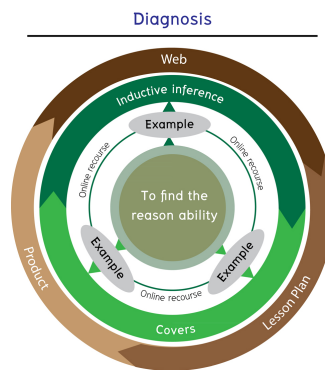 Diagnosis
Web
Inductive inference
Example
Online recourse
Online recourse
To find the
reason ability
Example
Example
Online recourse
Product
Covers
Lesson Plan